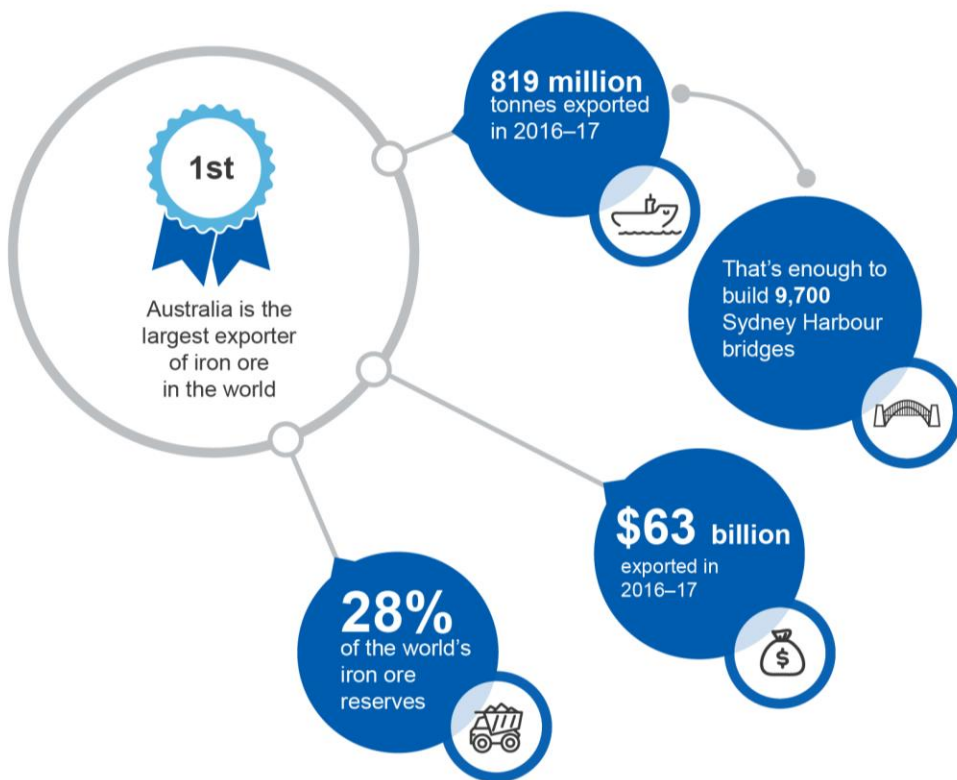 1st
Australia is the
largest exporter
of iron ore
in the world
819 million
tonnes exported
in 2016–17
That's enough to
build 9,700
Sydney Harbour
bridges
$63 billion
exported in
2016–17
$
28%
of the world's
iron ore
reserves